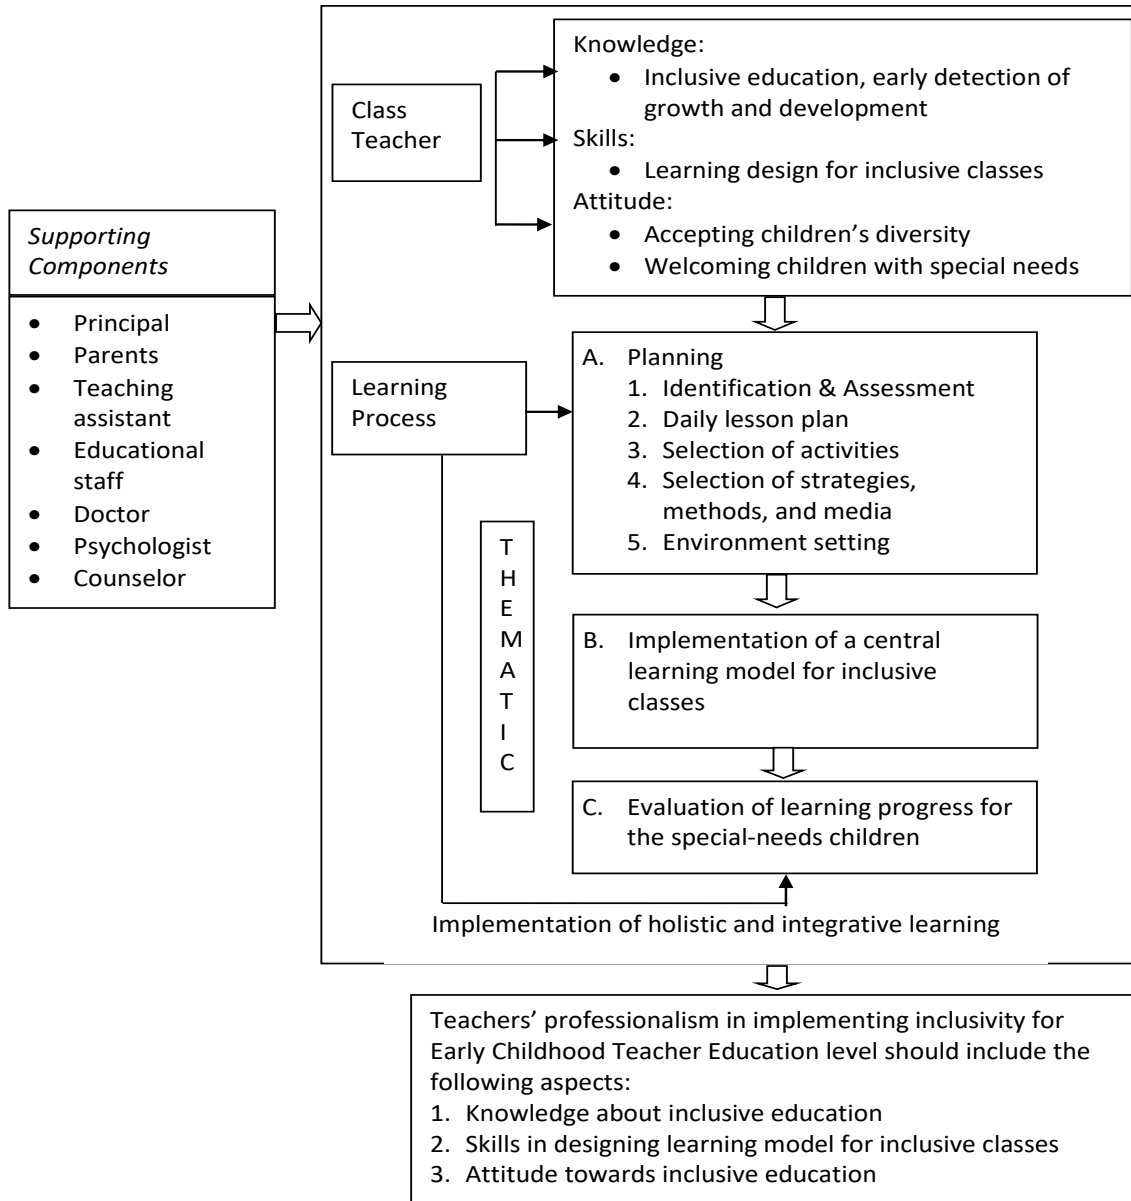 Supporting
Components
• Principal
• Parents
• Teaching
assistant
• Educational
staff
• Doctor
• Psychologist
• Counselor
Class
Teacher
Knowledge:
• Inclusive education, early detection of
growth and development
Skills:
• Learning design for inclusive classes
Attitude:
• Accepting children’s diversity
• Welcoming children with special needs
Learning
Process
A. Planning
1. Identification & Assessment
2. Daily lesson plan
3. Selection of activities
4. Selection of strategies,
methods, and media
5. Environment setting
T
H
E
M
A
T
I
C
B. Implementation of a central
learning model for inclusive
classes
C. Evaluation of learning progress for
the special-needs children
Implementation of holistic and integrative learning
Teachers’ professionalism in implementing inclusivity for
Early Childhood Teacher Education level should include the
following aspects:
1. Knowledge about inclusive education
2. Skills in designing learning model for inclusive classes
3. Attitude towards inclusive education